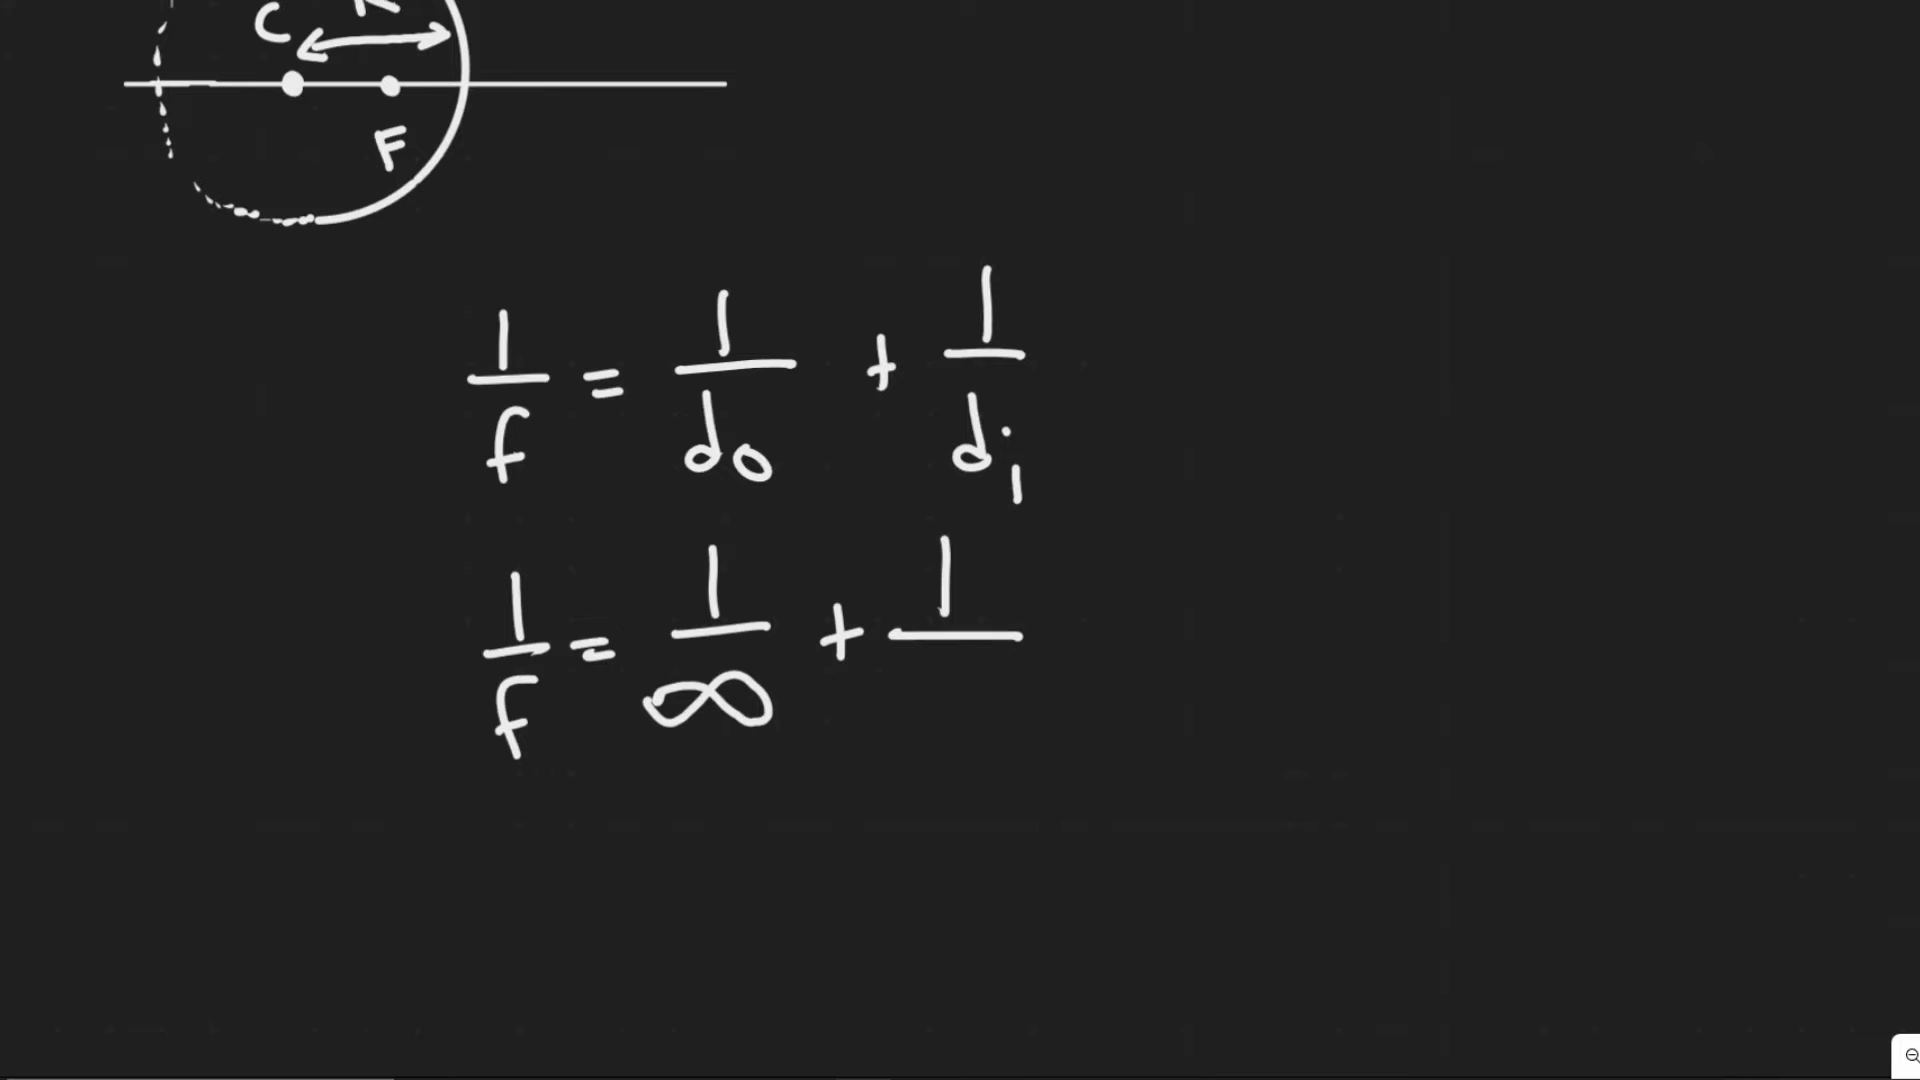 C R
F
1/f = 1/d₀ + 1/dᵢ
1/f = 1/∞ + 1/